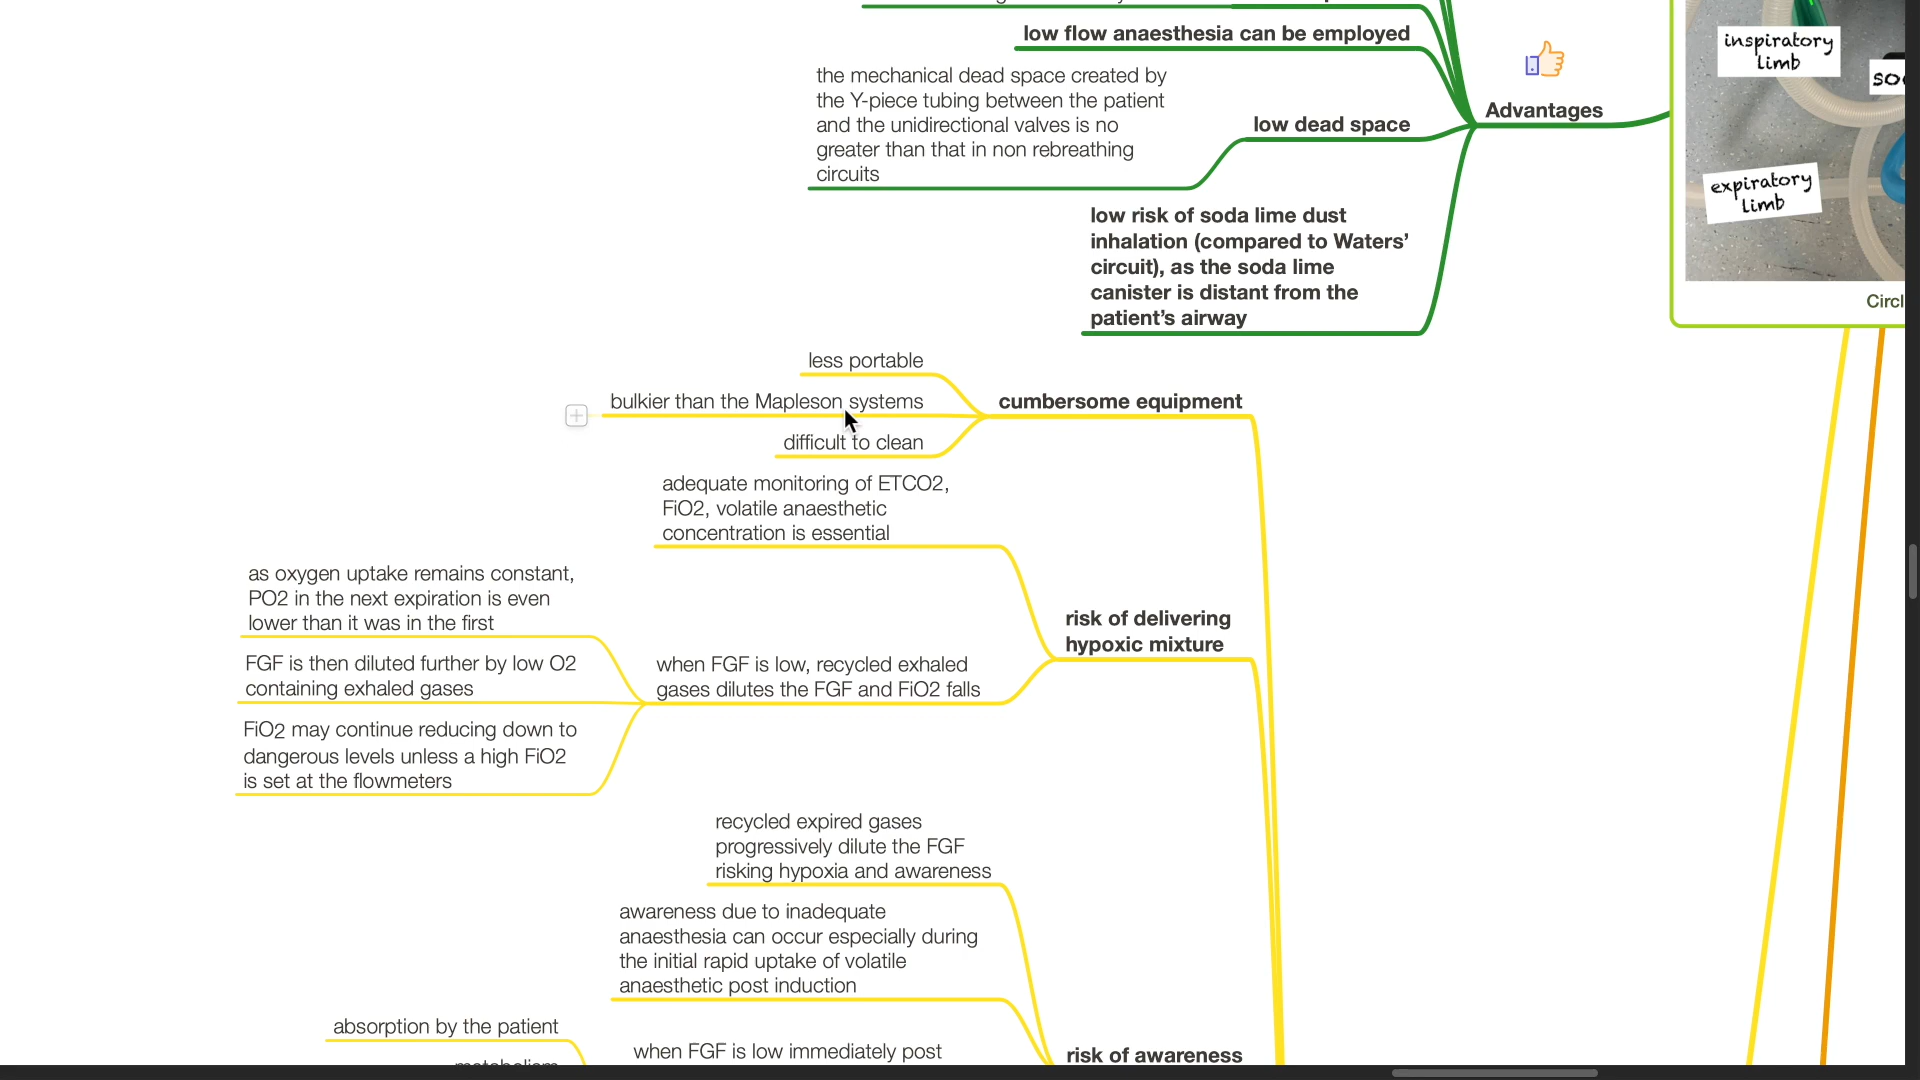 low flow anaesthesia can be employed
the mechanical dead space created by
the Y-piece tubing between the patient
and the unidirectional valves is no
greater than that in non rebreathing
circuits
low dead space
Advantages
low risk of soda lime dust
inhalation (compared to Waters’
circuit), as the soda lime
canister is distant from the
patient’s airway
inspiratory
limb
expiratory
limb
less portable
bulkier than the Mapleson systems
difficult to clean
cumbersome equipment
adequate monitoring of ETCO2,
FiO2, volatile anaesthetic
concentration is essential
as oxygen uptake remains constant,
PO2 in the next expiration is even
lower than it was in the first
FGF is then diluted further by low O2
containing exhaled gases
FiO2 may continue reducing down to
dangerous levels unless a high FiO2
is set at the flowmeters
when FGF is low, recycled exhaled
gases dilutes the FGF and FiO2 falls
risk of delivering
hypoxic mixture
recycled expired gases
progressively dilute the FGF
risking hypoxia and awareness
awareness due to inadequate
anaesthesia can occur especially during
the initial rapid uptake of volatile
anaesthetic post induction
absorption by the patient
when FGF is low immediately post
risk of awareness